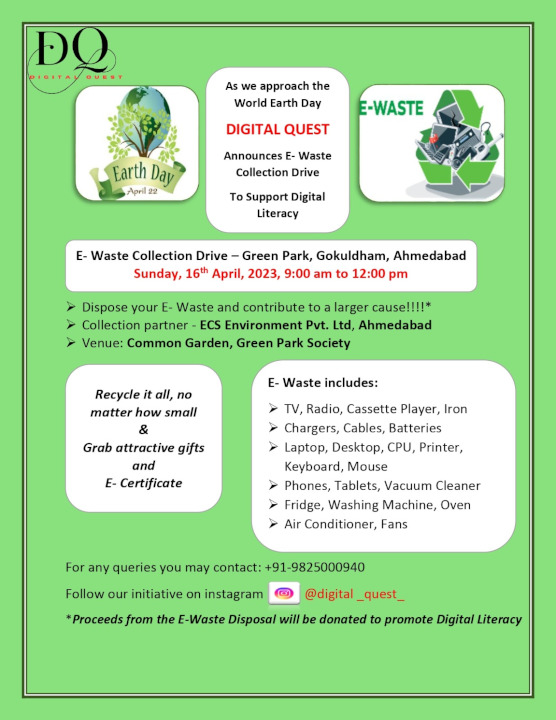 DQ
DIGITAL QUEST
As we approach the
World Earth Day
DIGITAL QUEST
Announces E- Waste
Collection Drive
To Support Digital
Literacy
Earth Day
April 22
E-WASTE
E- Waste Collection Drive – Green Park, Gokuldham, Ahmedabad
Sunday, 16th April, 2023, 9:00 am to 12:00 pm
➢ Dispose your E- Waste and contribute to a larger cause!!!!*
➢ Collection partner - ECS Environment Pvt. Ltd, Ahmedabad
➢ Venue: Common Garden, Green Park Society
Recycle it all, no
matter how small
&
Grab attractive gifts
and
E- Certificate
E- Waste includes:
➢ TV, Radio, Cassette Player, Iron
➢ Chargers, Cables, Batteries
➢ Laptop, Desktop, CPU, Printer,
Keyboard, Mouse
➢ Phones, Tablets, Vacuum Cleaner
➢ Fridge, Washing Machine, Oven
➢ Air Conditioner, Fans
For any queries you may contact: +91-9825000940
Follow our initiative on instagram @digital _quest_
*Proceeds from the E-Waste Disposal will be donated to promote Digital Literacy